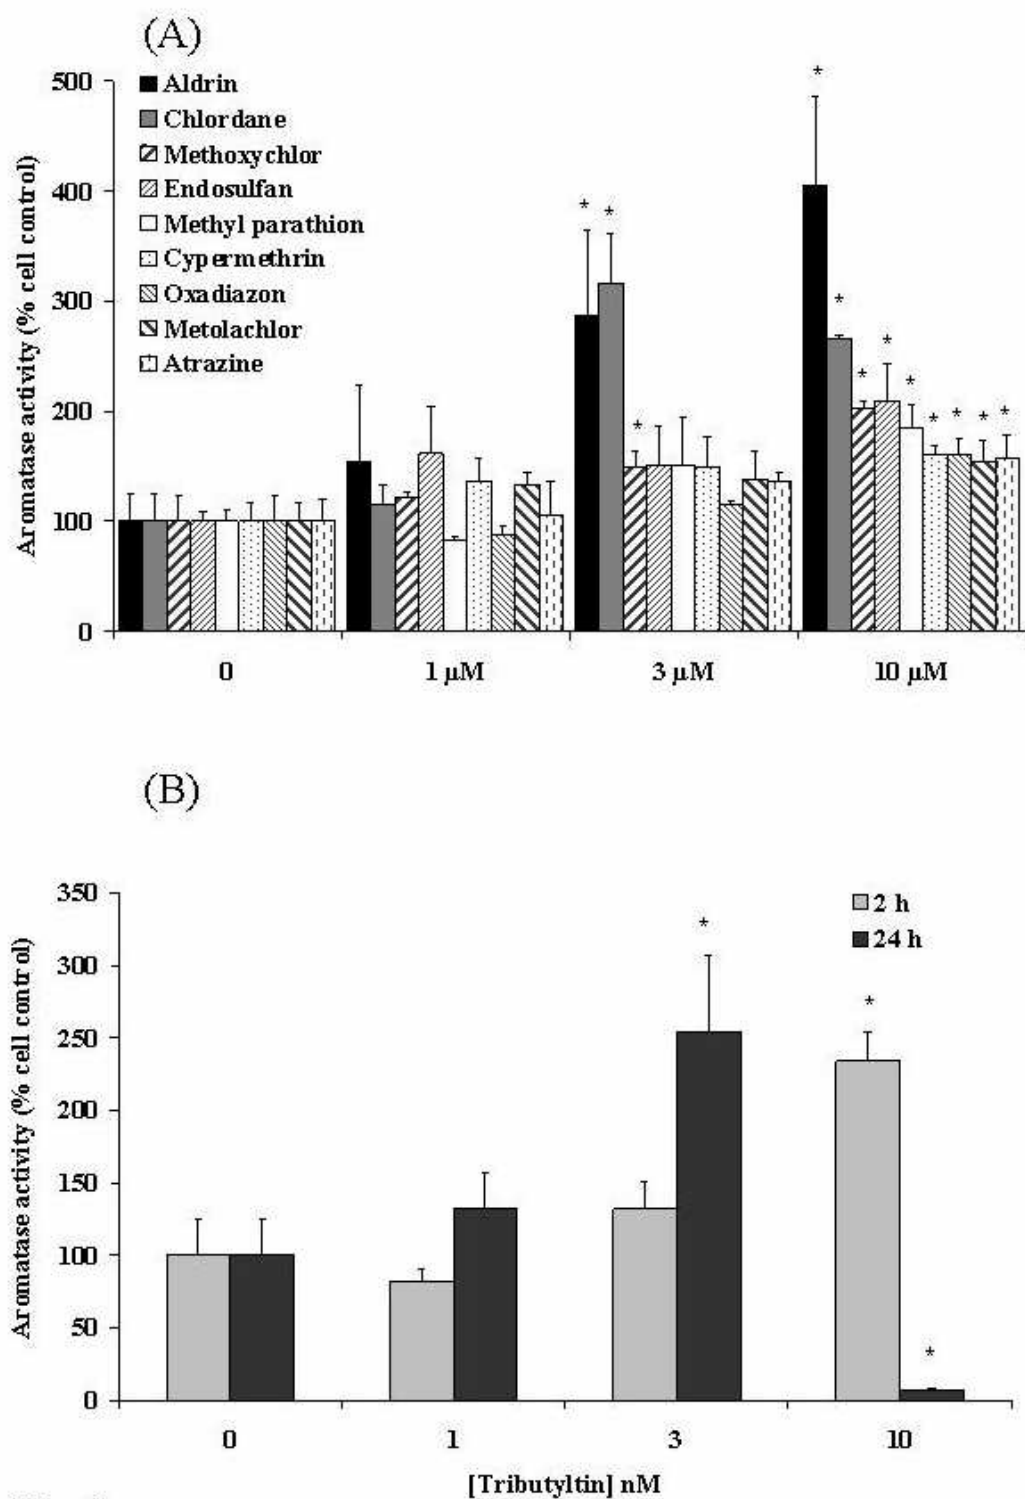 (A)
Aromatase activity (% cell control)
500
400
300
200
100
0
Aldrin
Chlordane
Methoxychlor
Endosulfan
Methyl parathion
Cypermethrin
Oxadiazon
Metolachlor
Atrazine
* * * * * * * * * * * * *
0 1 µM 3 µM 10 µM
(B)
Aromatase activity (% cell control)
350
300
250
200
150
100
50
0
2 h
24 h
* * *
0 1 3 10
[Tributyltin] nM